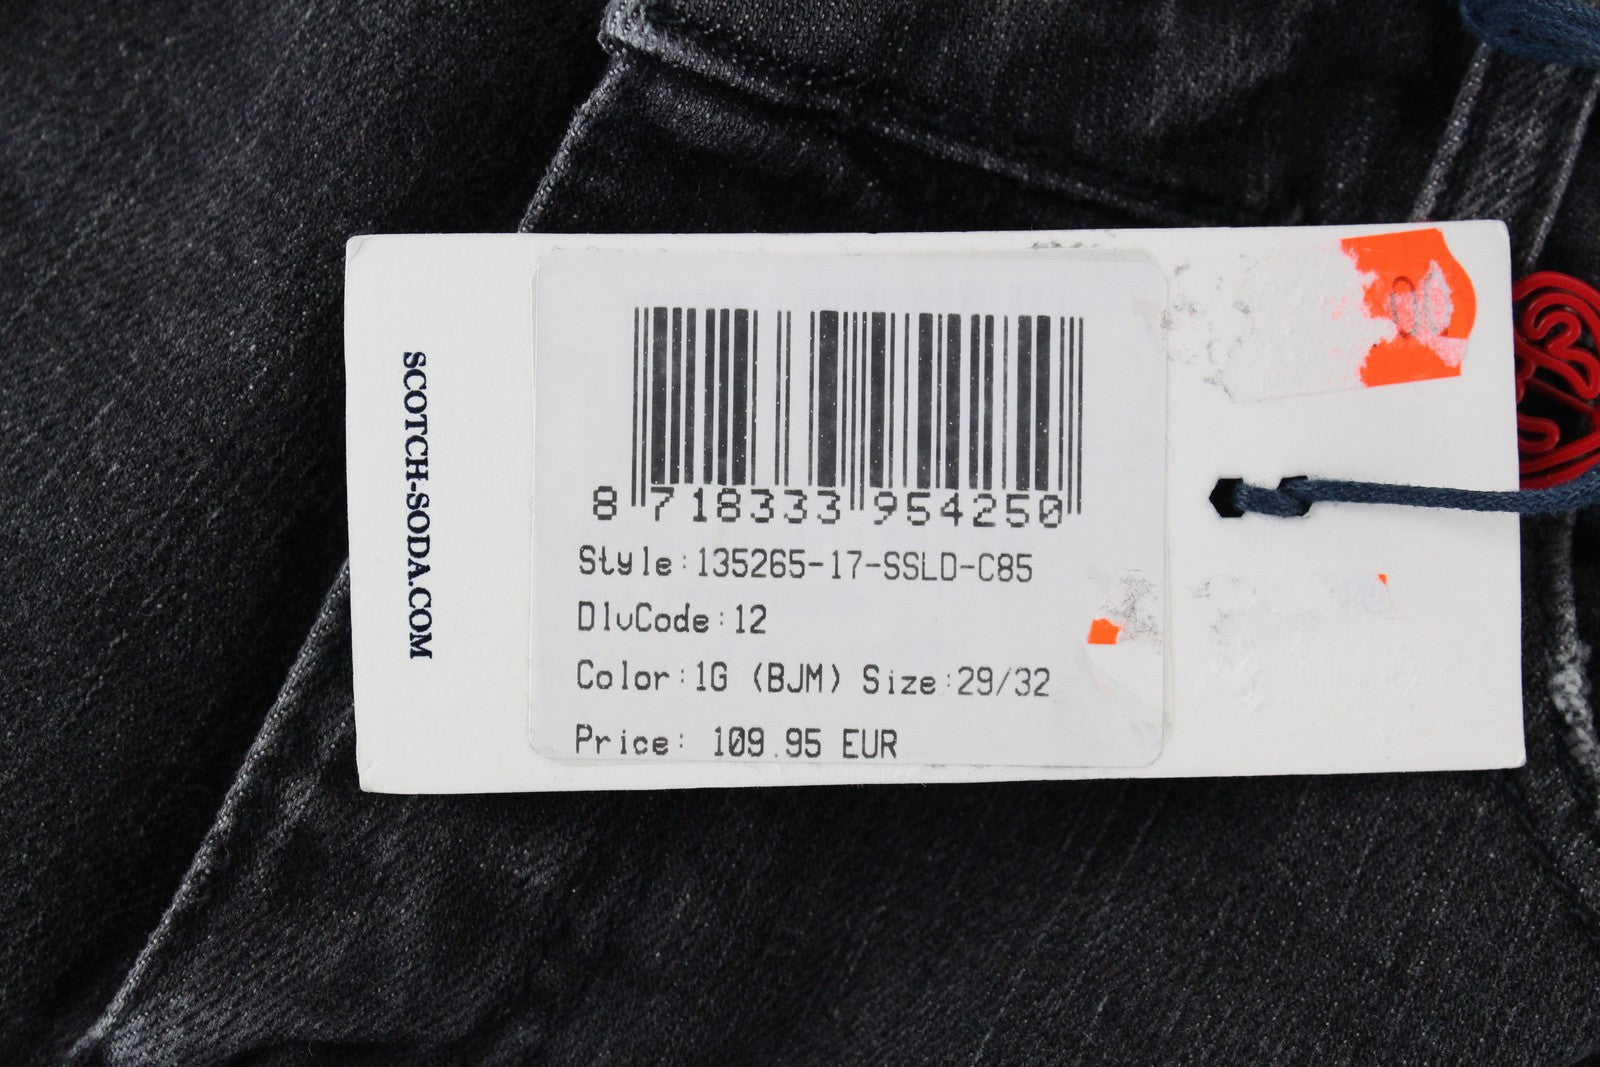 SCOTCH-SODA.COM
8 718333 954250
Style:135265-17-SSLD-C85
DlvCode:12
Color:1G (BJM) Size:29/32
Price: 109.95 EUR